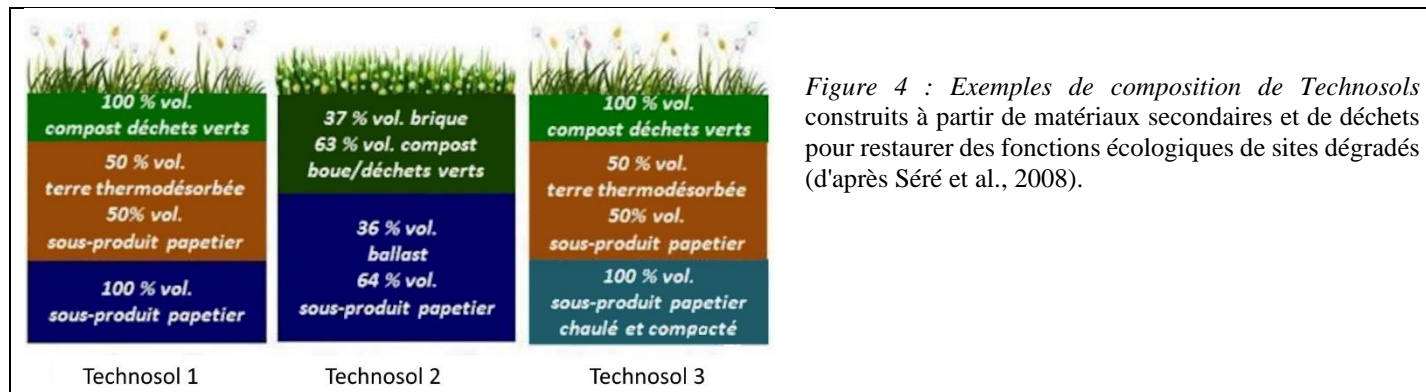 100 % vol.
compost déchets verts
50 % vol.
terre thermodésorbée
50% vol.
sous-produit papetier
100 % vol.
sous-produit papetier
Technosol 1
37 % vol. brique
63 % vol. compost
boue/déchets verts
36 % vol.
ballast
64 % vol.
sous-produit papetier
Technosol 2
100 % vol.
compost déchets verts
50 % vol.
terre thermodésorbée
50% vol.
sous-produit papetier
100 % vol.
sous-produit papetier
chaulé et compacté
Technosol 3
Figure 4 : Exemples de composition de Technosols
construits à partir de matériaux secondaires et de déchets
pour restaurer des fonctions écologiques de sites dégradés
(d'après Séré et al., 2008).